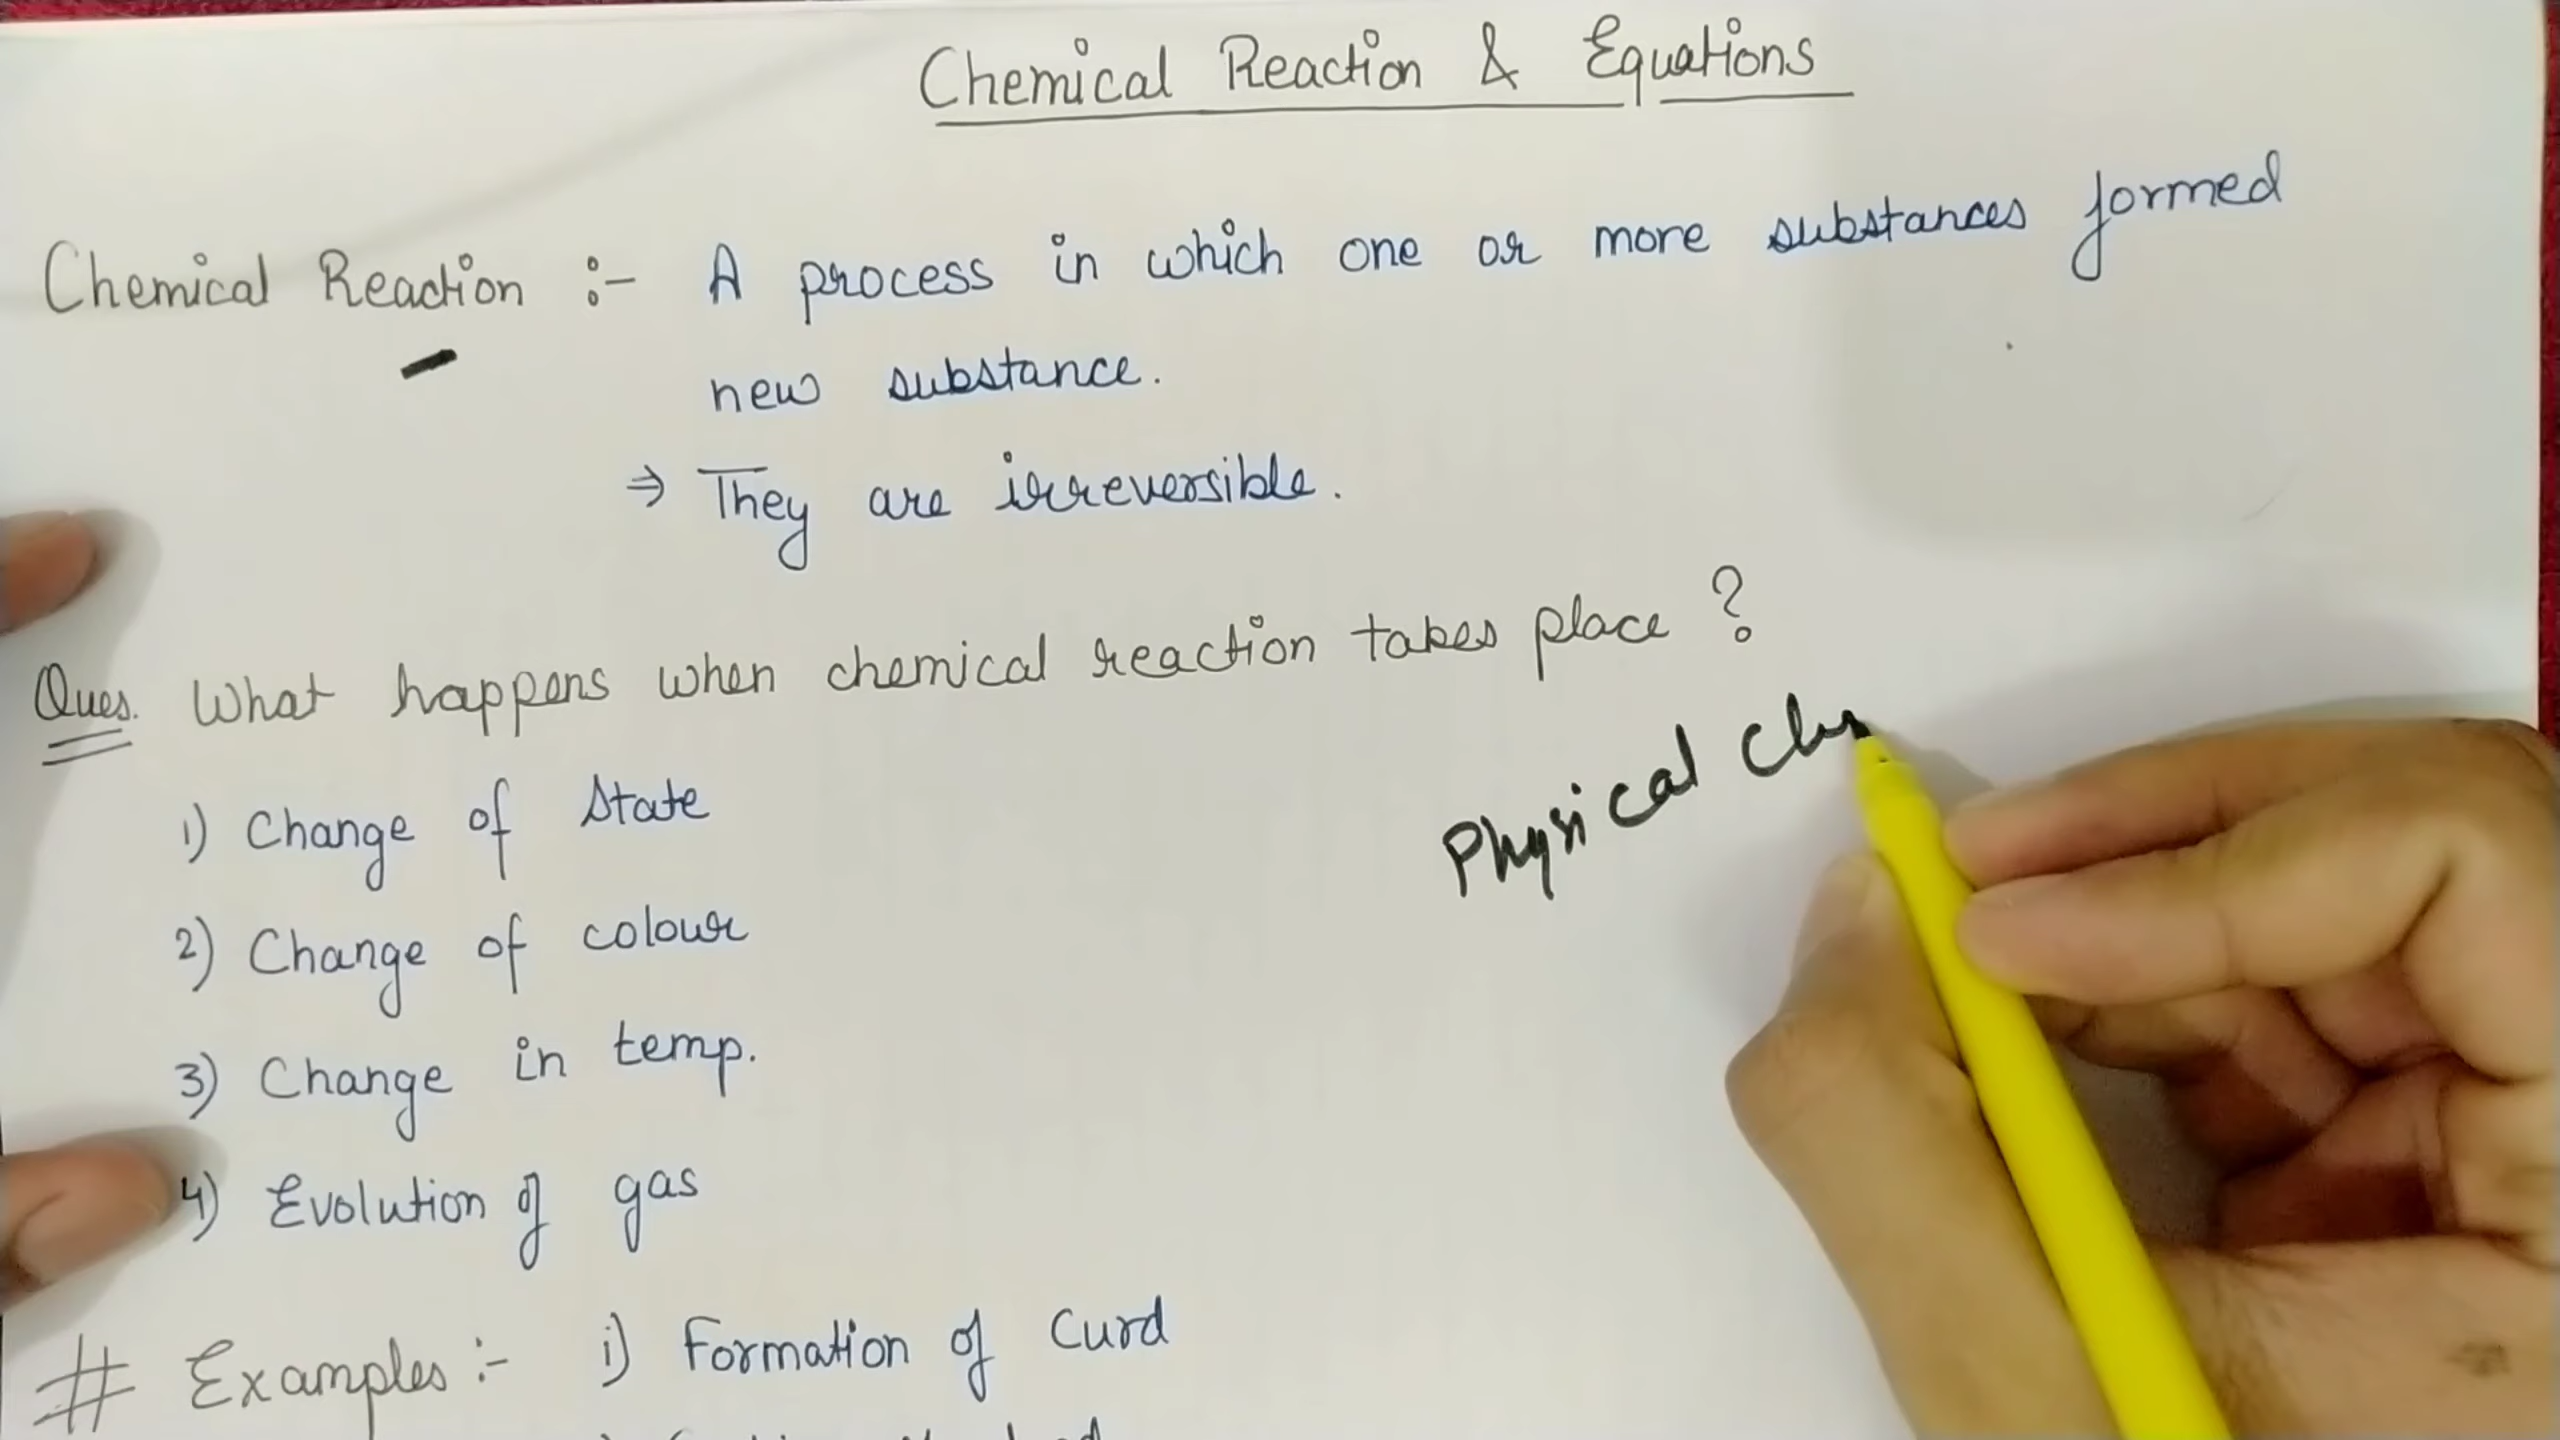 Chemical Reaction & Equations
Chemical Reaction :- A process in which one or more substances formed
new substance.
⇒ They are irreversible.
Ques. What happens when chemical reaction takes place ?
Physical
1) Change of State
2) Change of colour
3) Change in temp.
4) Evolution of gas
# Examples :- i) Formation of Curd